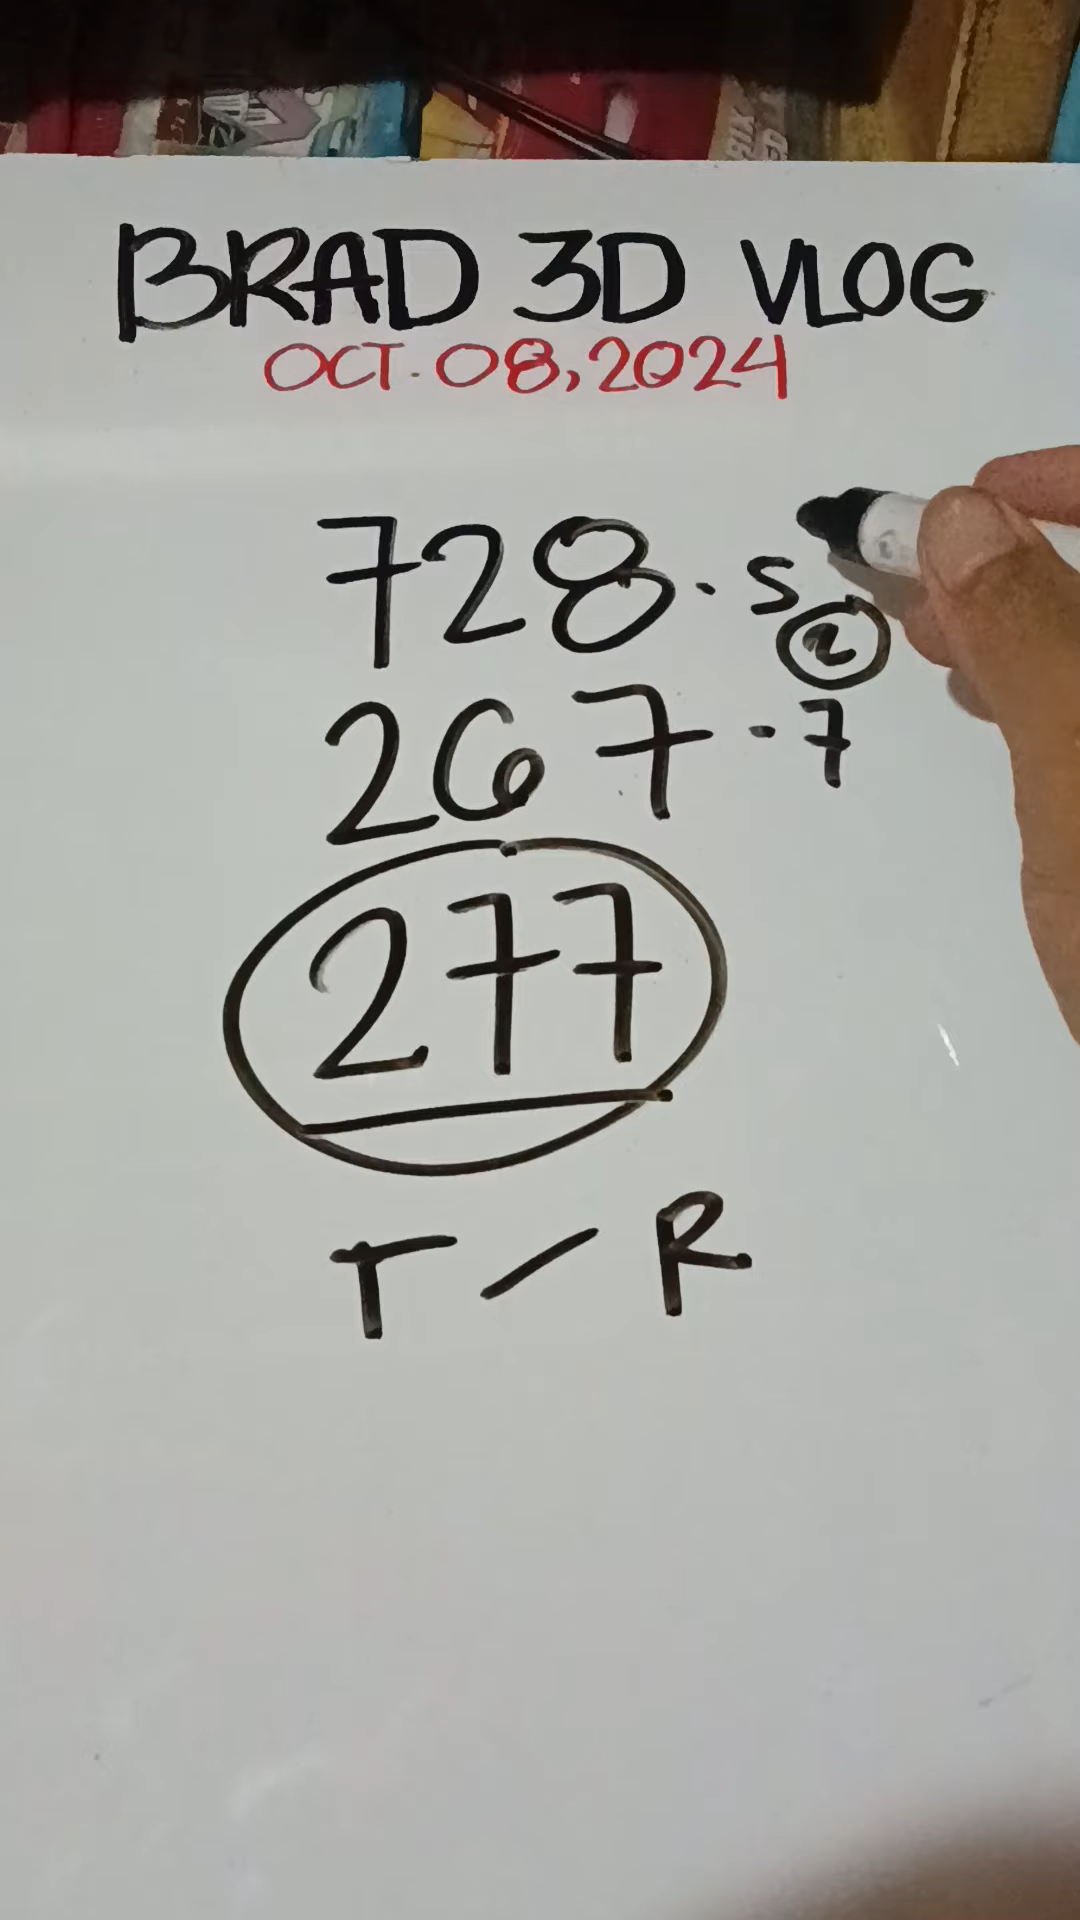 BRAD 3D VLOG
OCT. 08, 2024
728 . 5
2
267 - 7
277
T - R